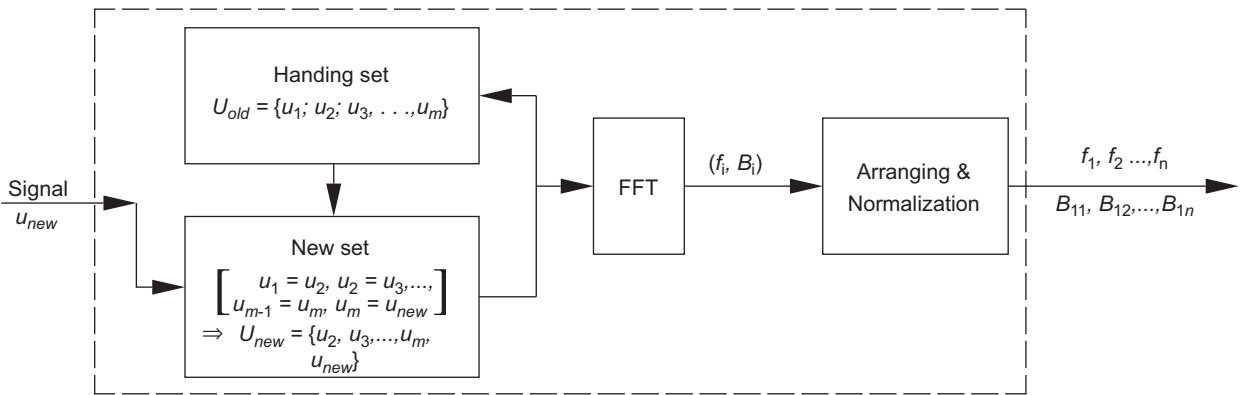 Handing set
U_old = {u_1; u_2; u_3, . . .,u_m}
Signal
u_new
New set
[ u_1 = u_2, u_2 = u_3,...,
u_m-1 = u_m, u_m = u_new ]
⇒ U_new = {u_2, u_3,...,u_m,
u_new}
FFT
(f_i, B_i)
Arranging &
Normalization
f_1, f_2 ...,f_n
B_11, B_12,...,B_1n